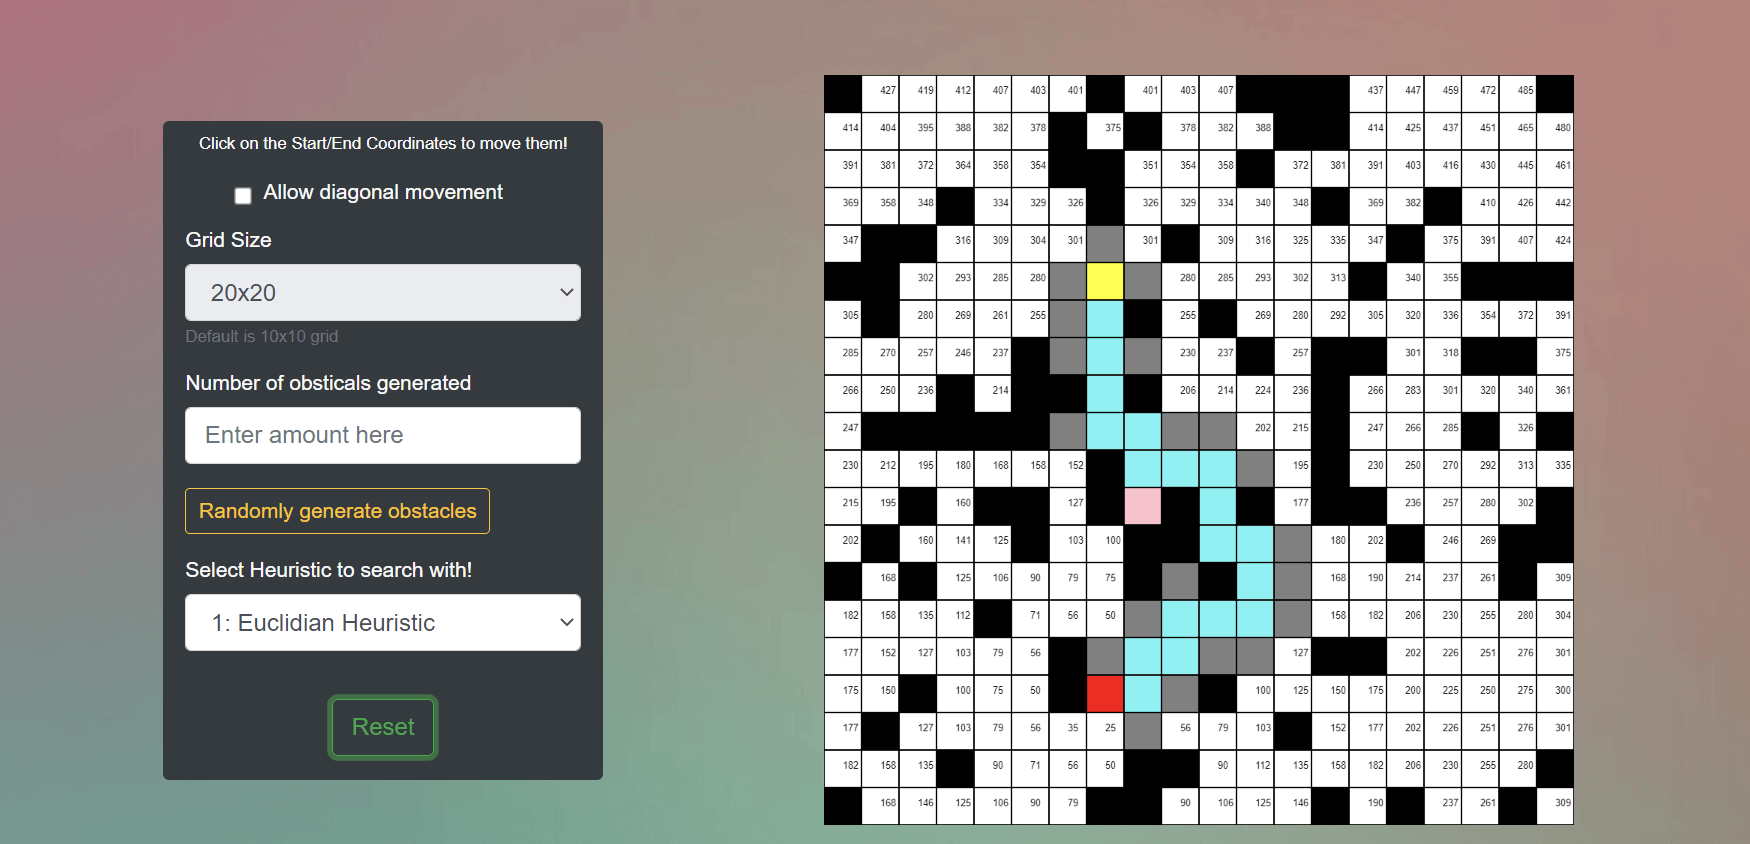 Click on the Start/End Coordinates to move them!
Allow diagonal movement
Grid Size
20x20
Default is 10x10 grid
Number of obsticals generated
Enter amount here
Randomly generate obstacles
Select Heuristic to search with!
1: Euclidian Heuristic
Reset
427 419 412 407 403 401 401 403 407 437 447 459 472 485
414 404 395 388 382 378 375 378 382 388 414 425 437 451 465 480
391 381 372 364 358 354 351 354 358 372 381 391 403 416 430 445 461
369 358 348 334 329 326 326 329 334 340 348 369 382 410 426 442
347 316 309 304 301 301 309 316 325 335 347 375 391 407 424
302 293 285 280 280 285 293 302 313 340 355
305 280 269 261 255 255 269 280 292 305 320 336 354 372 391
285 270 257 246 237 230 237 257 301 318 375
266 250 236 214 206 214 224 236 266 283 301 320 340 361
247 202 215 247 266 285 326
230 212 195 180 168 158 152 195 230 250 270 292 313 335
215 195 160 127 177 236 257 280 302
202 160 141 125 103 100 180 202 246 269
168 125 106 90 79 75 168 190 214 237 261 309
182 158 135 112 71 56 50 158 182 206 230 255 280 304
177 152 127 103 79 56 127 202 226 251 276 301
175 150 100 75 50 100 125 150 175 200 225 250 275 300
177 127 103 79 56 35 25 56 79 103 152 177 202 226 251 276 301
182 158 135 90 71 56 50 90 112 135 158 182 206 230 255 280
168 146 125 106 90 79 90 106 125 146 190 237 261 309